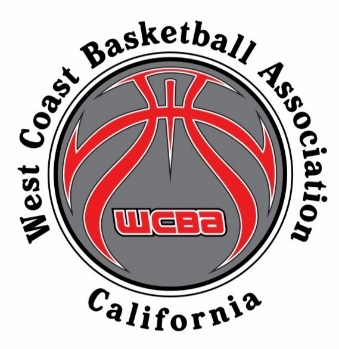 West Coast Basketball Association
WCBA
California